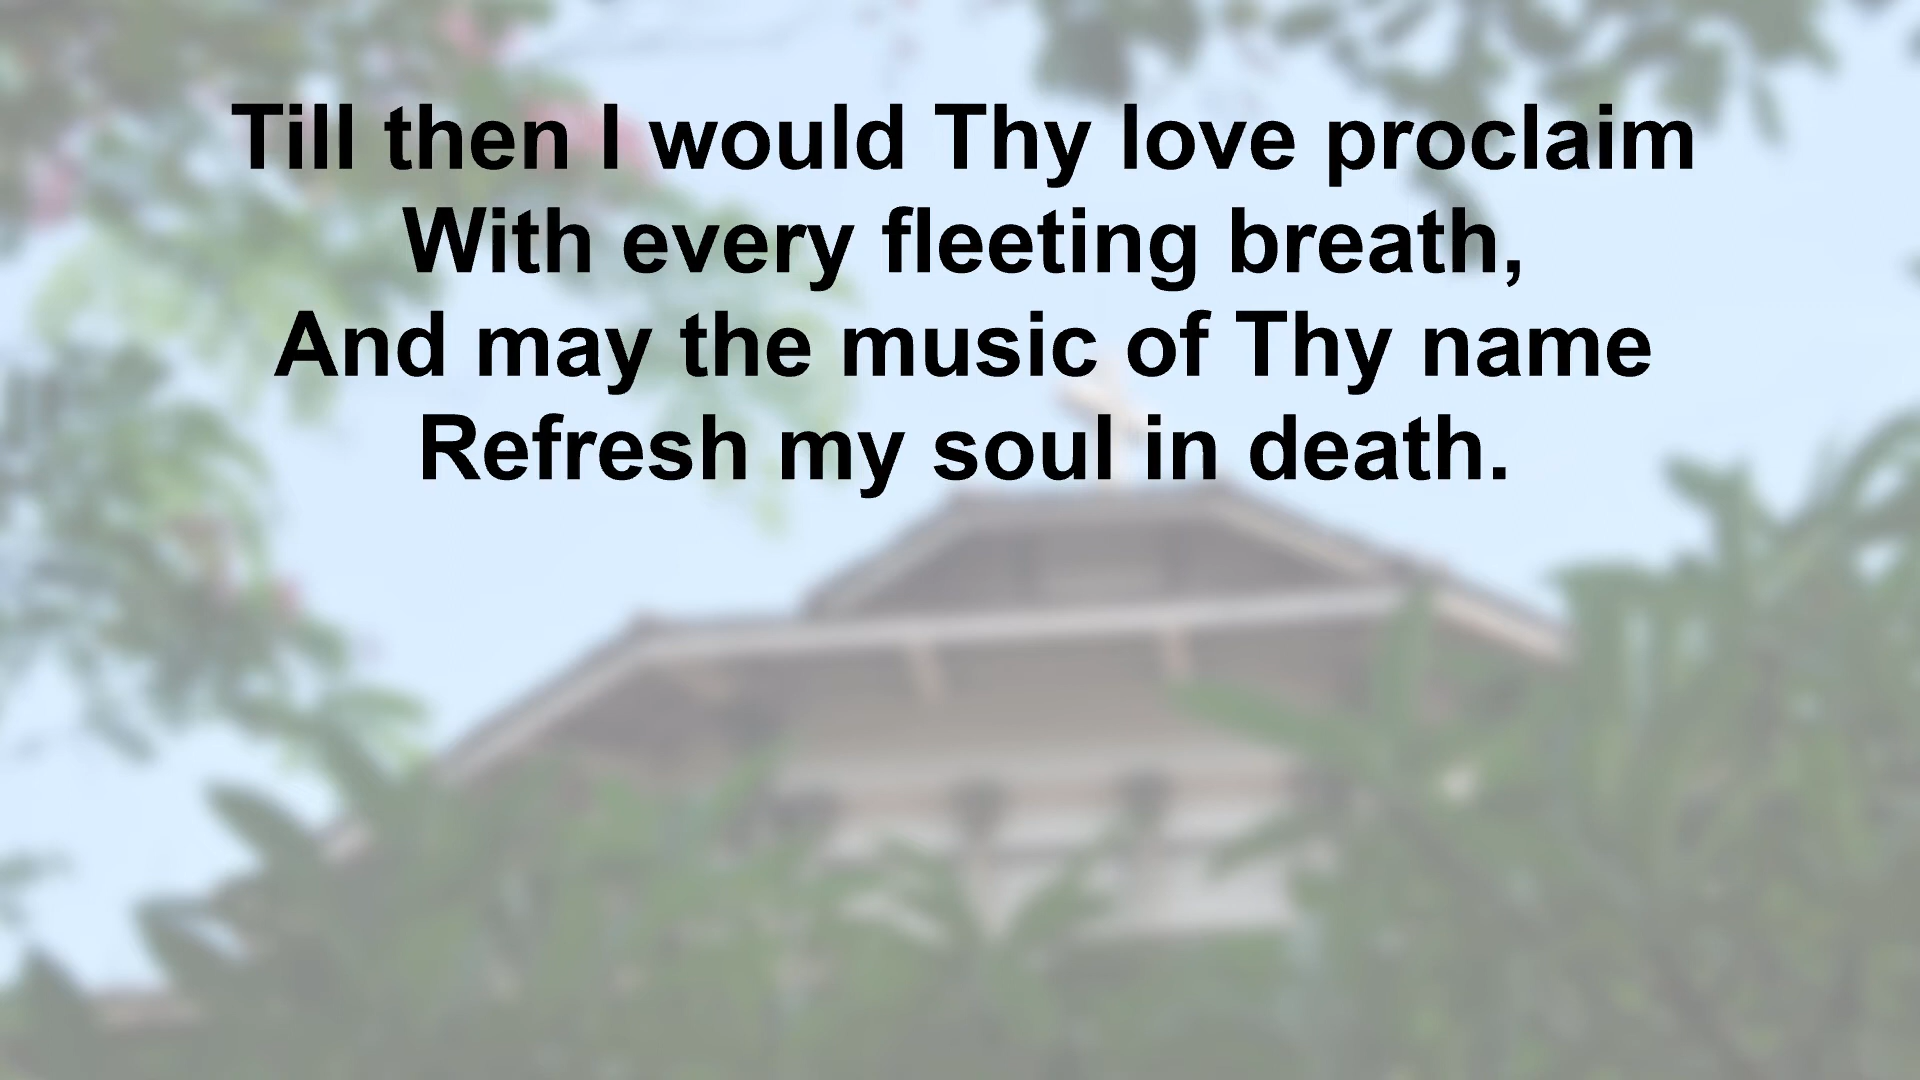 Till then I would Thy love proclaim
With every fleeting breath,
And may the music of Thy name
Refresh my soul in death.